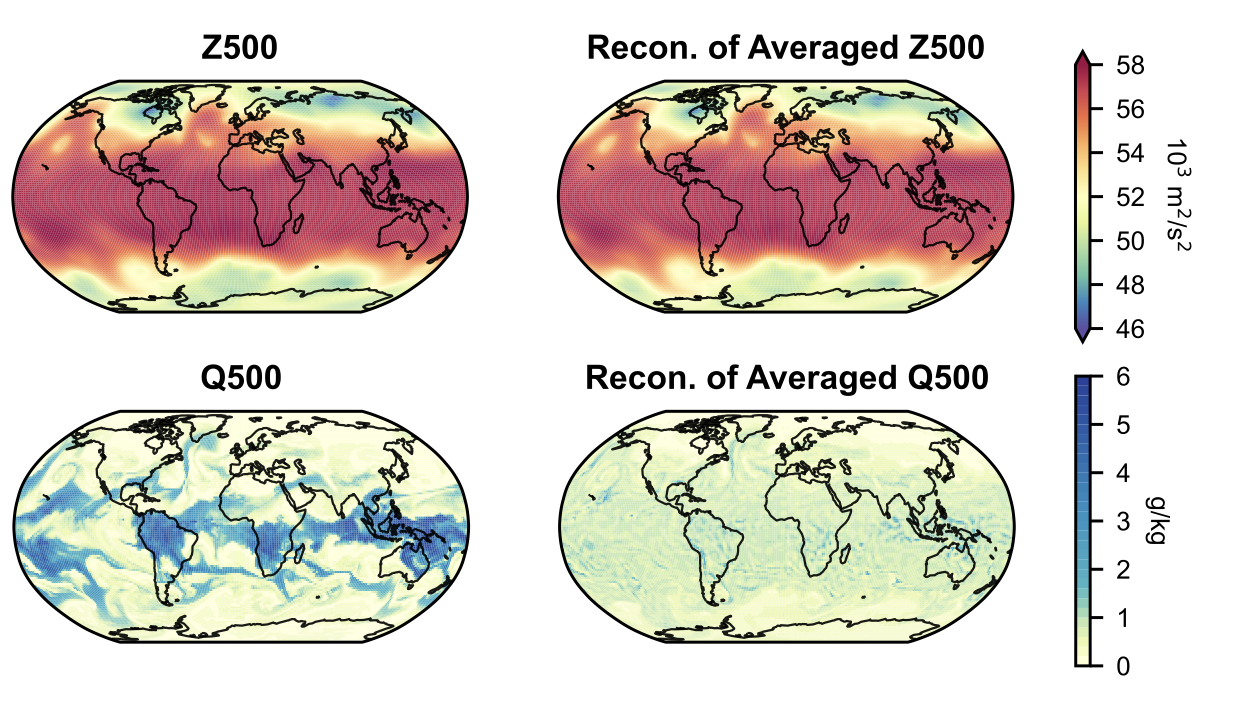 Z500
Recon. of Averaged Z500
58
56
54
52
50
48
46
10³ m²/s²
Q500
Recon. of Averaged Q500
6
5
4
3
2
1
0
g/kg